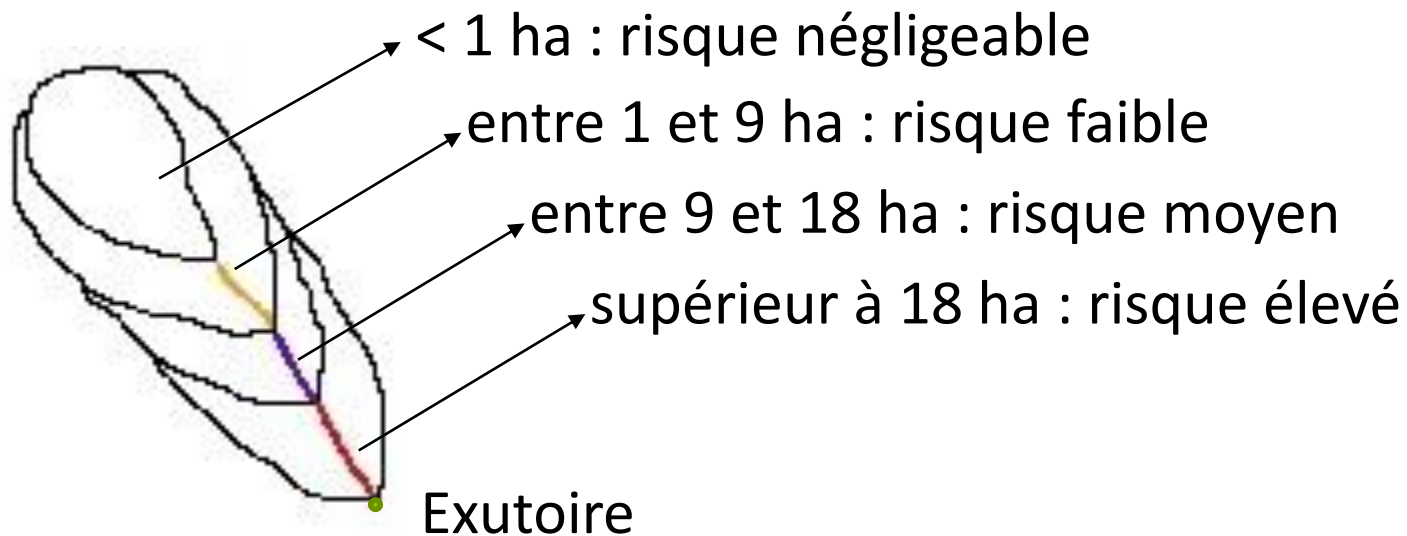 < 1 ha : risque négligeable
entre 1 et 9 ha : risque faible
entre 9 et 18 ha : risque moyen
supérieur à 18 ha : risque élevé
Exutoire